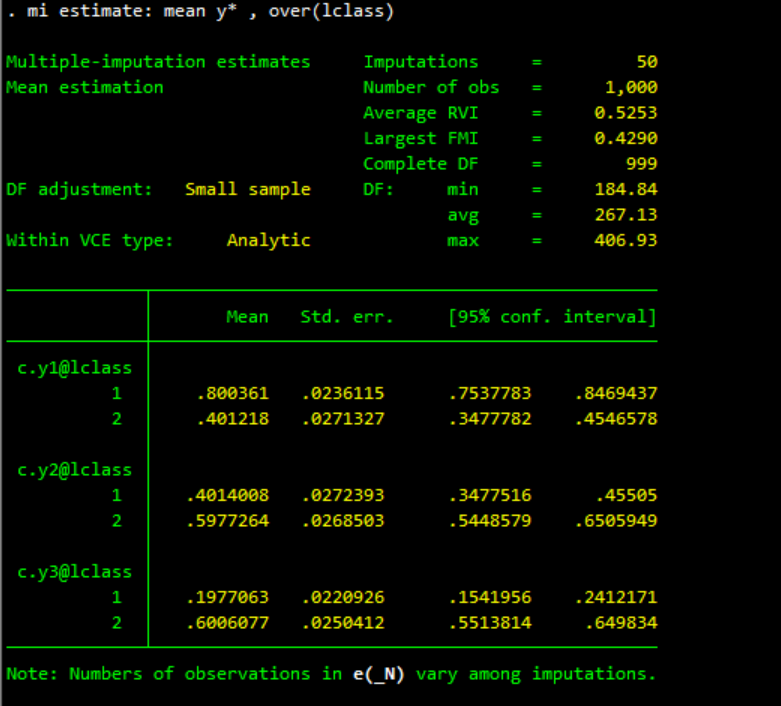 . mi estimate: mean y* , over(lclass)
Multiple-imputation estimates Imputations = 50
Mean estimation Number of obs = 1,000
Average RVI = 0.5253
Largest FMI = 0.4290
Complete DF = 999
DF adjustment: Small sample DF: min = 184.84
avg = 267.13
Within VCE type: Analytic max = 406.93
Mean Std. err. [95% conf. interval]
c.y1@lclass
1 .800361 .0236115 .7537783 .8469437
2 .401218 .0271327 .3477782 .4546578
c.y2@lclass
1 .4014008 .0272393 .3477516 .45505
2 .5977264 .0268503 .5448579 .6505949
c.y3@lclass
1 .1977063 .0220926 .1541956 .2412171
2 .6006077 .0250412 .5513814 .649834
Note: Numbers of observations in e(_N) vary among imputations.